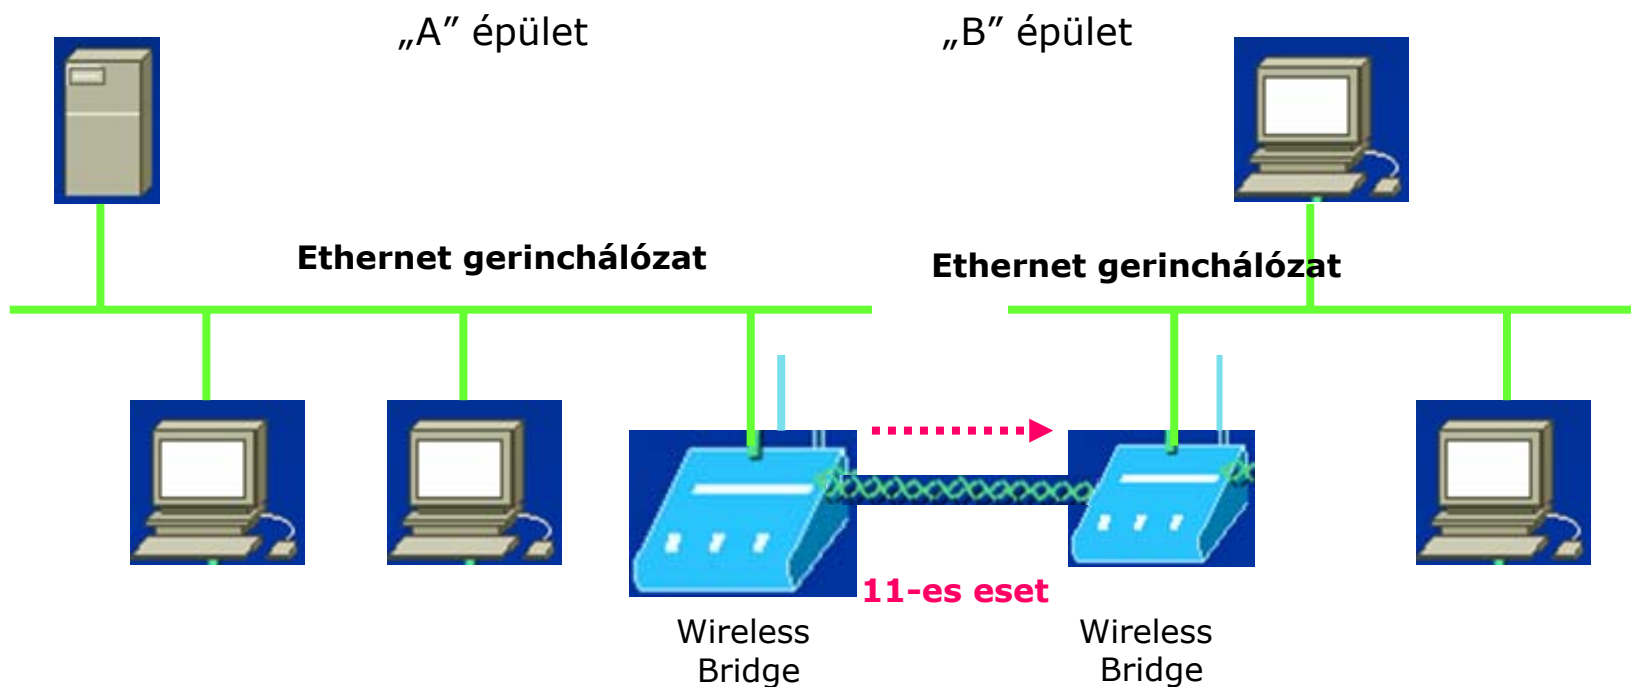 „A” épület
„B” épület
Ethernet gerinchálózat
Ethernet gerinchálózat
11-es eset
Wireless
Bridge
Wireless
Bridge